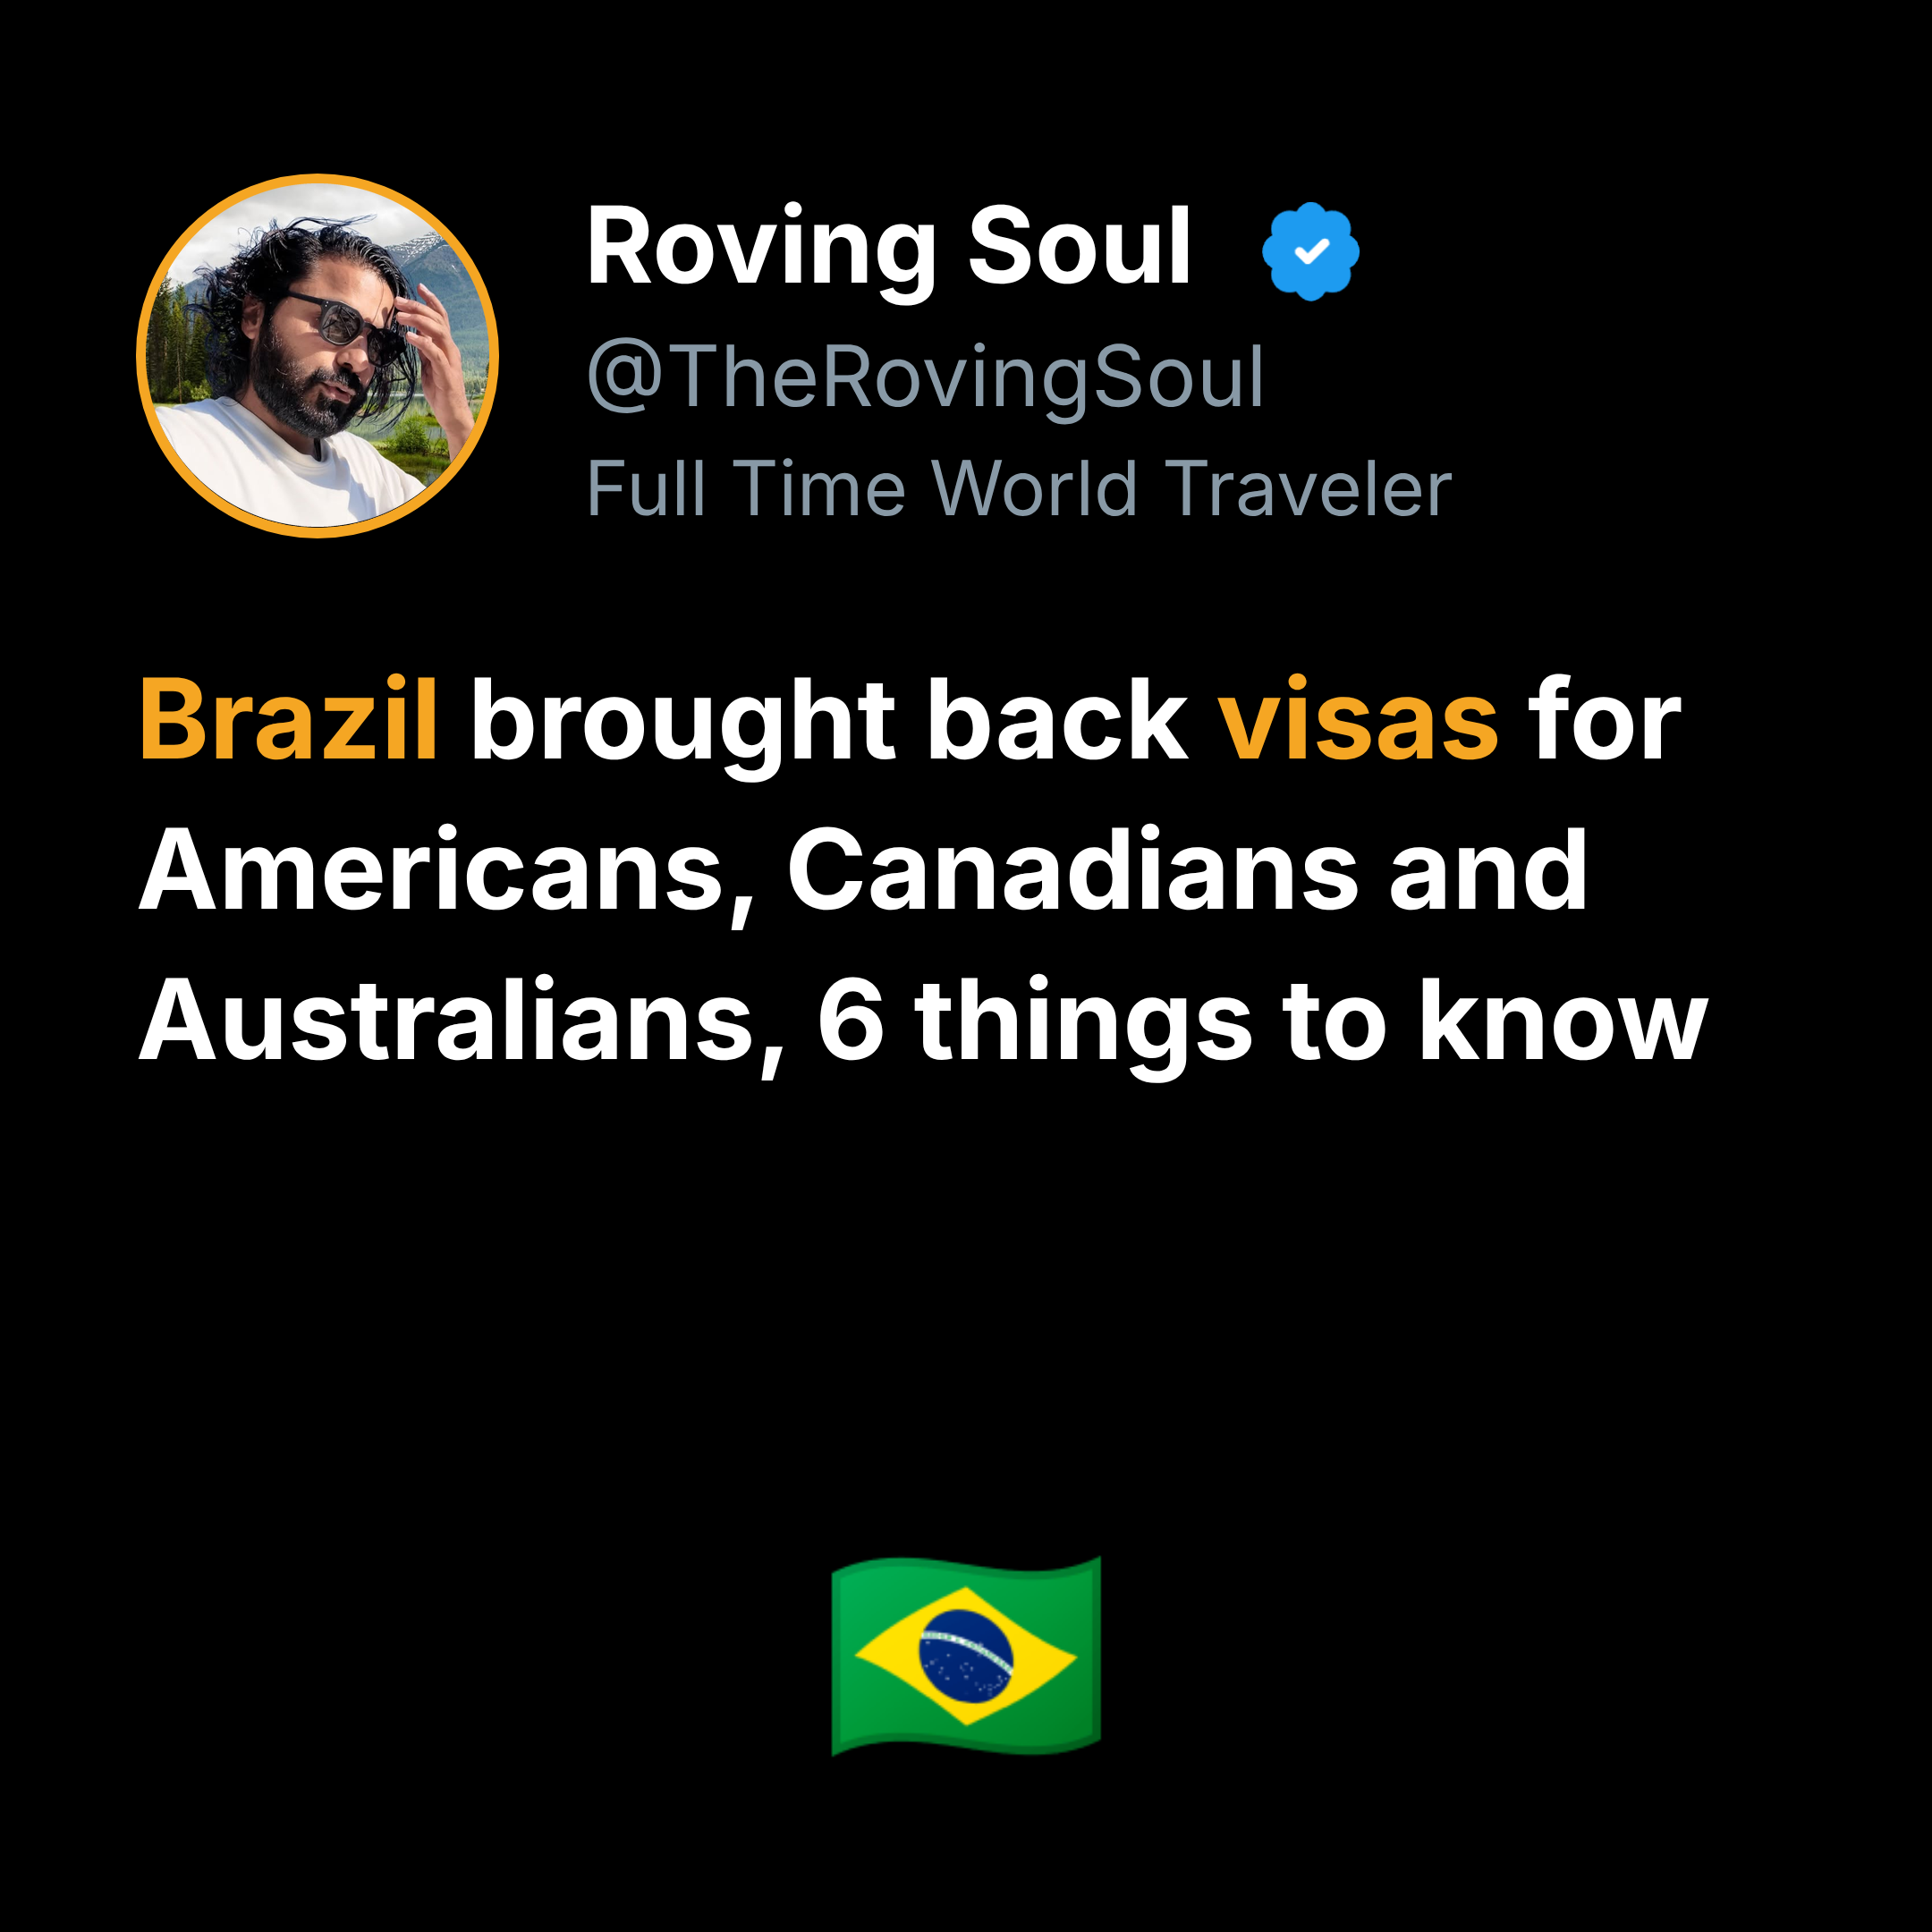 Roving Soul
@TheRovingSoul
Full Time World Traveler
Brazil brought back visas for
Americans, Canadians and
Australians, 6 things to know